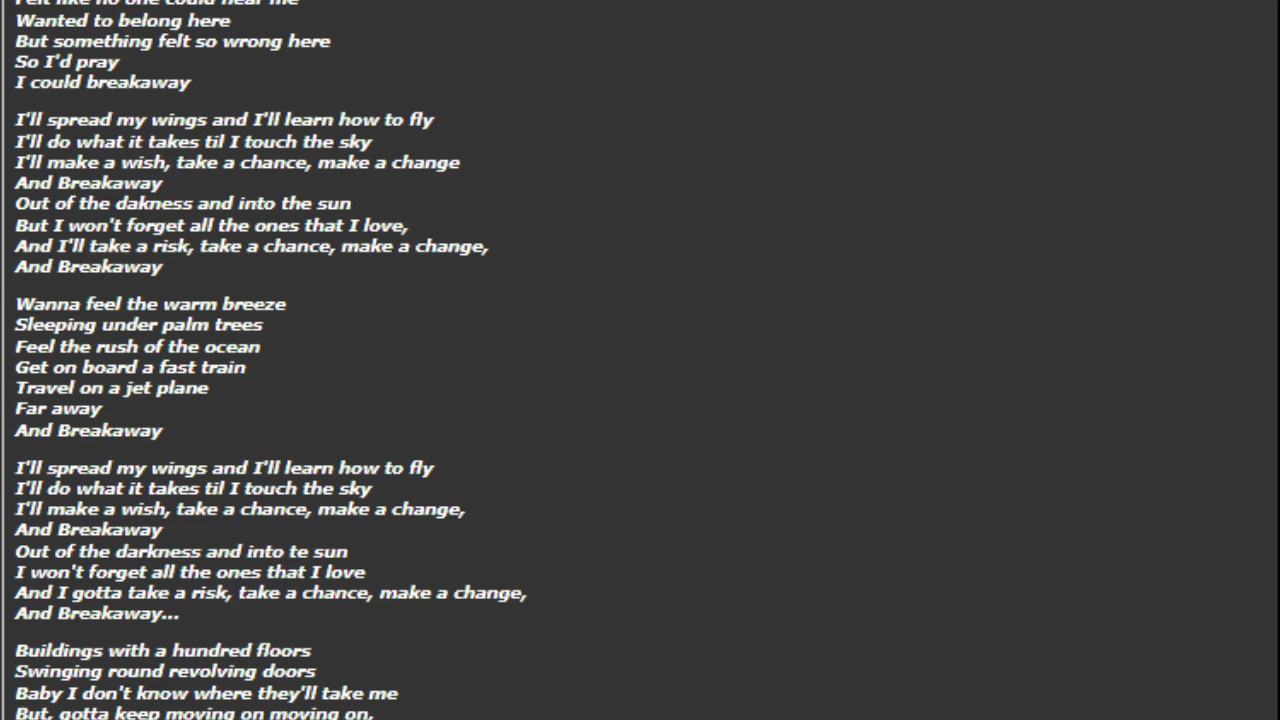 Felt like no one could hear me
Wanted to belong here
But something felt so wrong here
So I'd pray
I could breakaway
I'll spread my wings and I'll learn how to fly
I'll do what it takes til I touch the sky
I'll make a wish, take a chance, make a change
And Breakaway
Out of the dakness and into the sun
But I won't forget all the ones that I love,
And I'll take a risk, take a chance, make a change,
And Breakaway
Wanna feel the warm breeze
Sleeping under palm trees
Feel the rush of the ocean
Get on board a fast train
Travel on a jet plane
Far away
And Breakaway
I'll spread my wings and I'll learn how to fly
I'll do what it takes til I touch the sky
I'll make a wish, take a chance, make a change,
And Breakaway
Out of the darkness and into te sun
I won't forget all the ones that I love
And I gotta take a risk, take a chance, make a change,
And Breakaway...
Buildings with a hundred floors
Swinging round revolving doors
Baby I don't know where they'll take me
But, gotta keep moving on moving on,